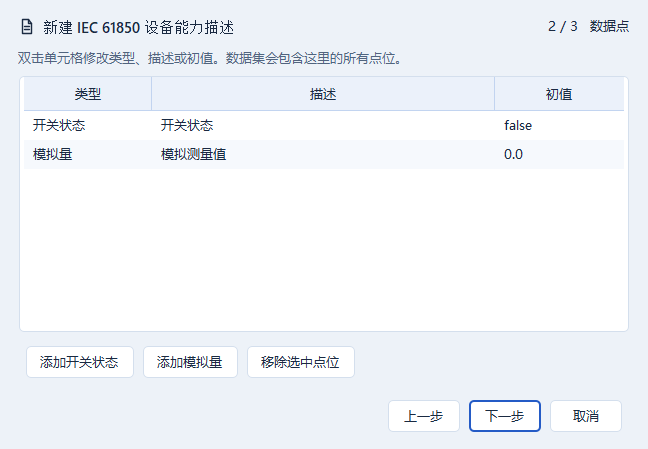 新建 IEC 61850 设备能力描述 2 / 3 数据点
双击单元格修改类型、描述或初值。数据集会包含这里的所有点位。
类型 描述 初值
开关状态 开关状态 false
模拟量 模拟测量值 0.0
添加开关状态 添加模拟量 移除选中点位
上一步 下一步 取消